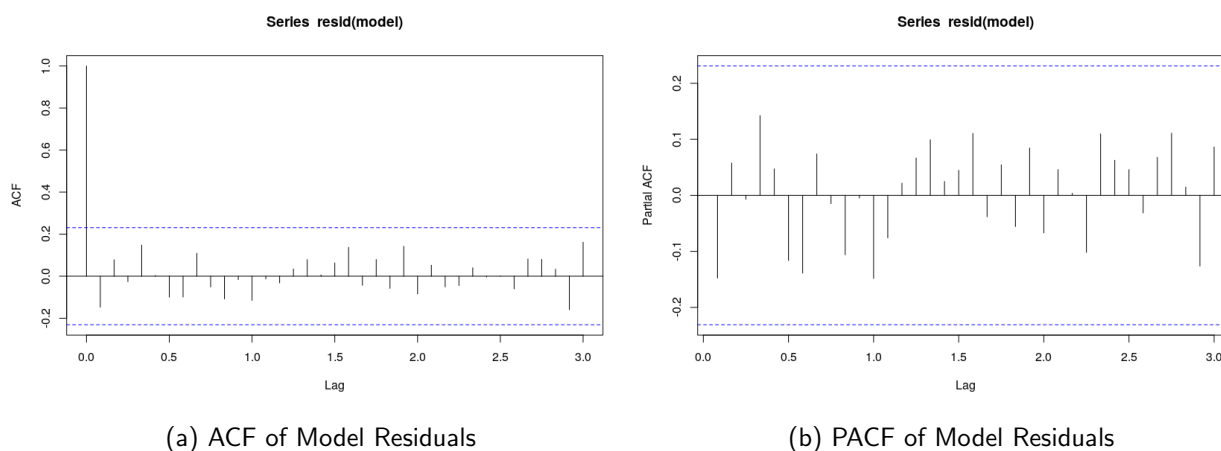 Series resid(model)
1.0
0.8
0.6
0.4
0.2
0.0
-0.2
ACF
0.0 0.5 1.0 1.5 2.0 2.5 3.0
Lag
(a) ACF of Model Residuals
Series resid(model)
0.2
0.1
0.0
-0.1
-0.2
Partial ACF
0.0 0.5 1.0 1.5 2.0 2.5 3.0
Lag
(b) PACF of Model Residuals